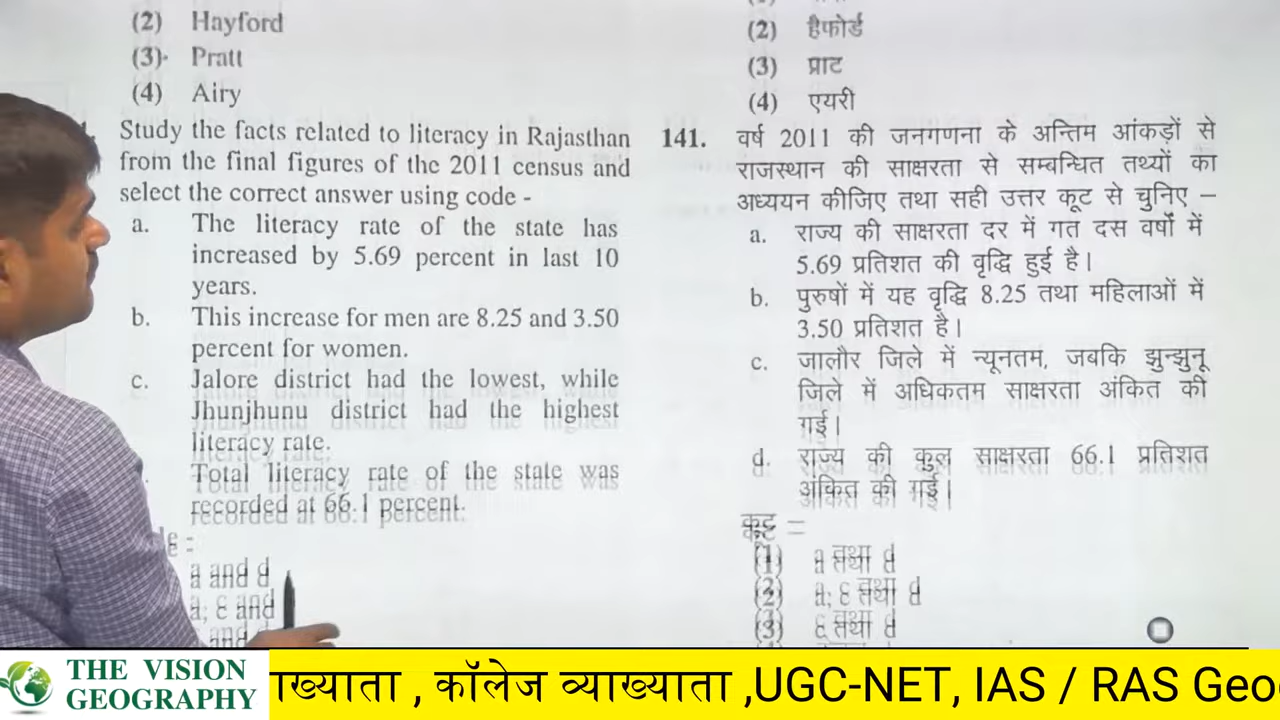 (2) Hayford
(3) Pratt
(4) Airy
Study the facts related to literacy in Rajasthan
from the final figures of the 2011 census and
select the correct answer using code -
a. The literacy rate of the state has
increased by 5.69 percent in last 10
years.
b. This increase for men are 8.25 and 3.50
percent for women.
c. Jalore district had the lowest, while
Jhunjhunu district had the highest
literacy rate.
Total literacy rate of the state was
recorded at 66.1 percent.
a and d
a, c and
and d
(2) हैफोर्ड
(3) प्राट
(4) एयरी
141. वर्ष 2011 की जनगणना के अन्तिम आंकड़ों से
राजस्थान की साक्षरता से सम्बन्धित तथ्यों का
अध्ययन कीजिए तथा सही उत्तर कूट से चुनिए –
a. राज्य की साक्षरता दर में गत दस वर्षों में
5.69 प्रतिशत की वृद्धि हुई है।
b. पुरुषों में यह वृद्धि 8.25 तथा महिलाओं में
3.50 प्रतिशत है।
c. जालौर जिले में न्यूनतम, जबकि झुन्झुनू
जिले में अधिकतम साक्षरता अंकित की
गई।
d. राज्य की कुल साक्षरता 66.1 प्रतिशत
अंकित की गई।
कूट –
(1) a तथा d
(2) a, c तथा d
(3) c तथा d
THE VISION
GEOGRAPHY
ाख्याता , कॉलेज व्याख्याता ,UGC-NET, IAS / RAS Geo